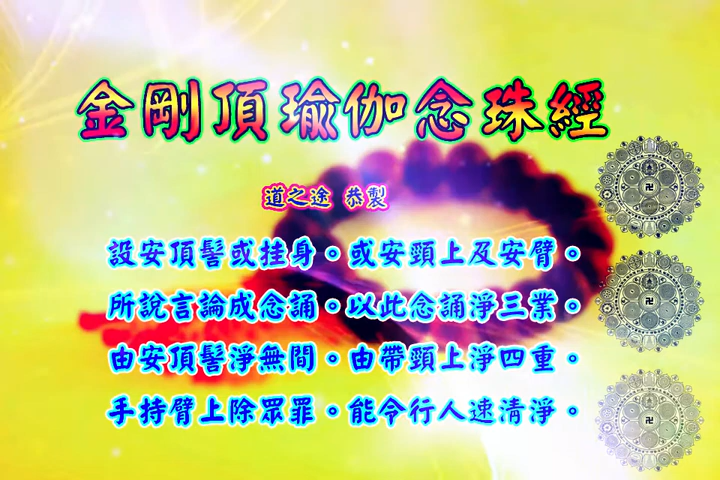 金剛頂瑜伽念珠經
道之途 恭製
設安頂髻或挂身。或安頸上及安臂。
所說言論成念誦。以此念誦淨三業。
由安頂髻淨無間。由帶頸上淨四重。
手持臂上除眾罪。能令行人速清淨。